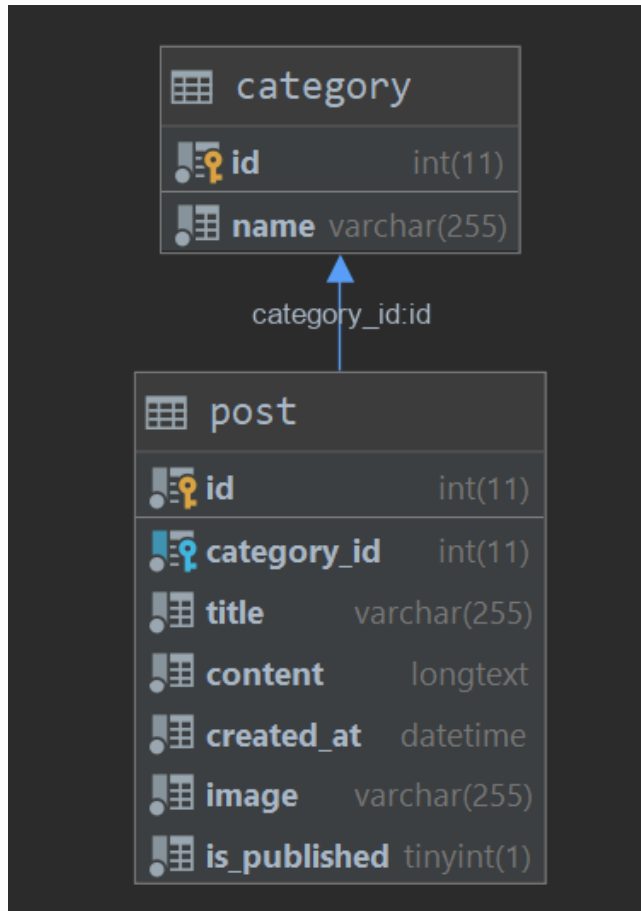 category
id int(11)
name varchar(255)
category_id:id
post
id int(11)
category_id int(11)
title varchar(255)
content longtext
created_at datetime
image varchar(255)
is_published tinyint(1)